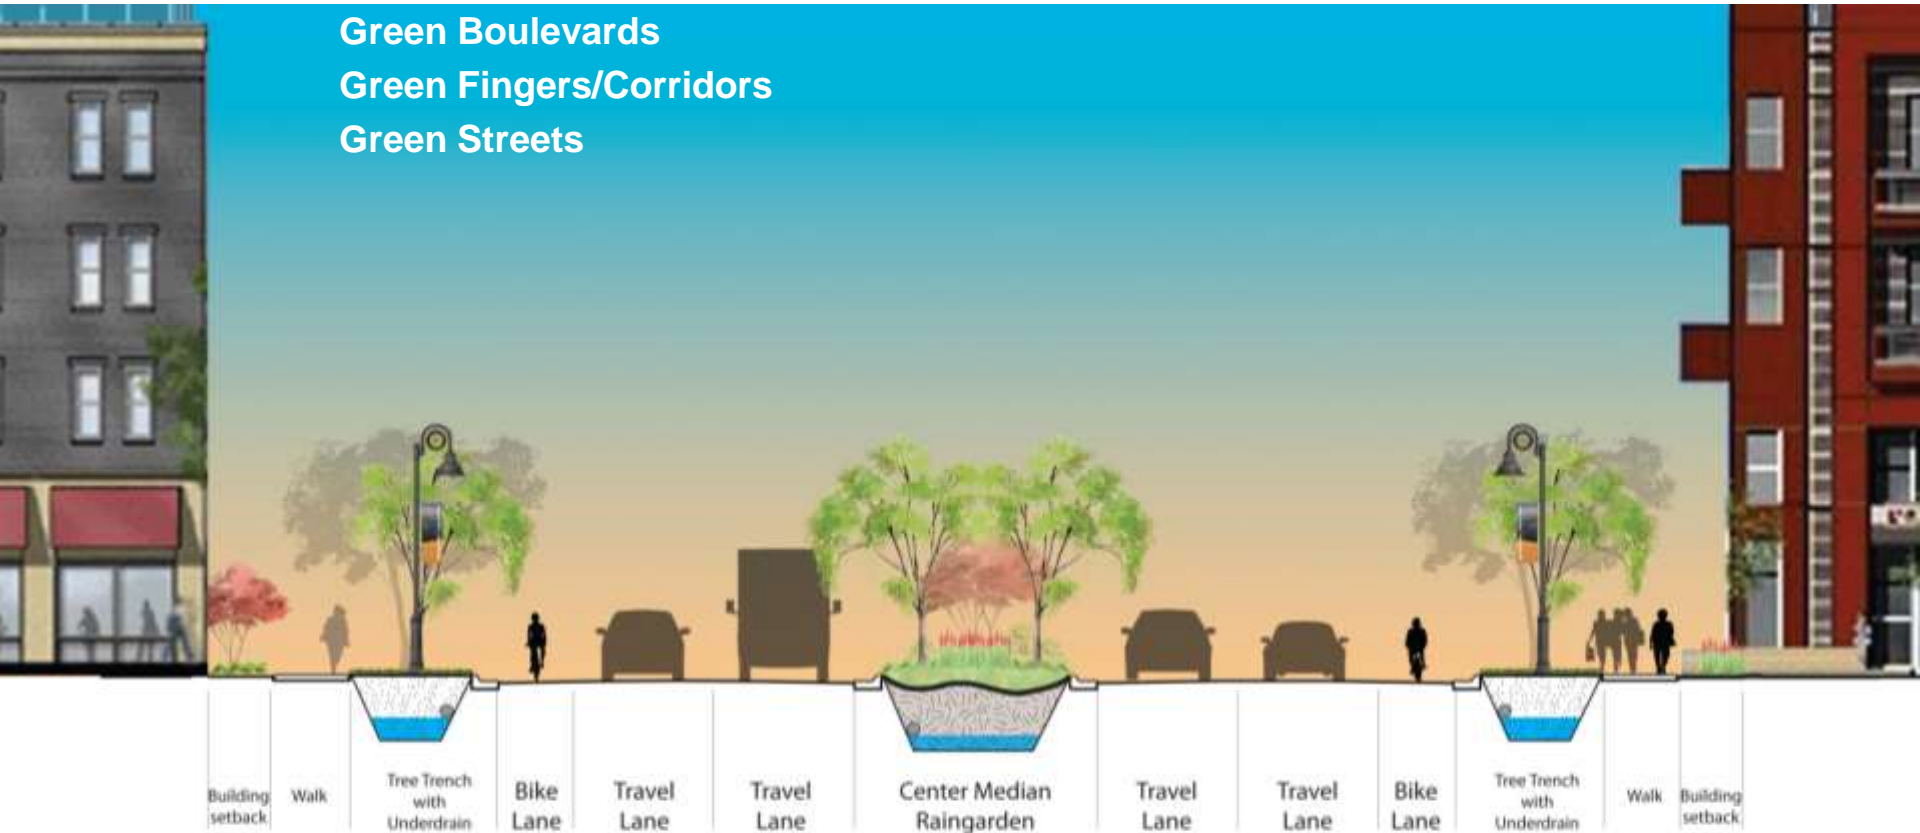 Green Boulevards
Green Fingers/Corridors
Green Streets
Building
setback
Walk
Tree Trench
with
Underdrain
Bike
Lane
Travel
Lane
Travel
Lane
Center Median
Raingarden
Travel
Lane
Travel
Lane
Bike
Lane
Tree Trench
with
Underdrain
Walk
Building
setback